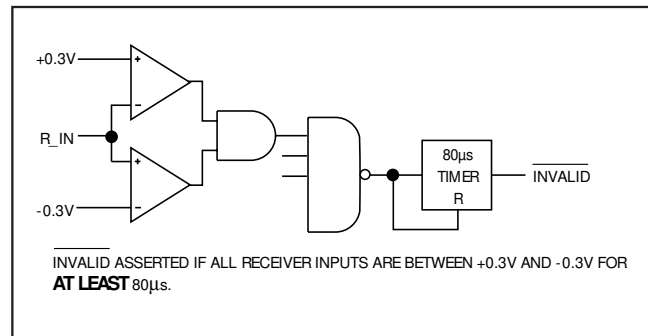 +0.3V
+
-
R_IN
+
-
-0.3V
80µs
TIMER
R
INVALID
INVALID ASSERTED IF ALL RECEIVER INPUTS ARE BETWEEN +0.3V AND -0.3V FOR
AT LEAST 80µs.